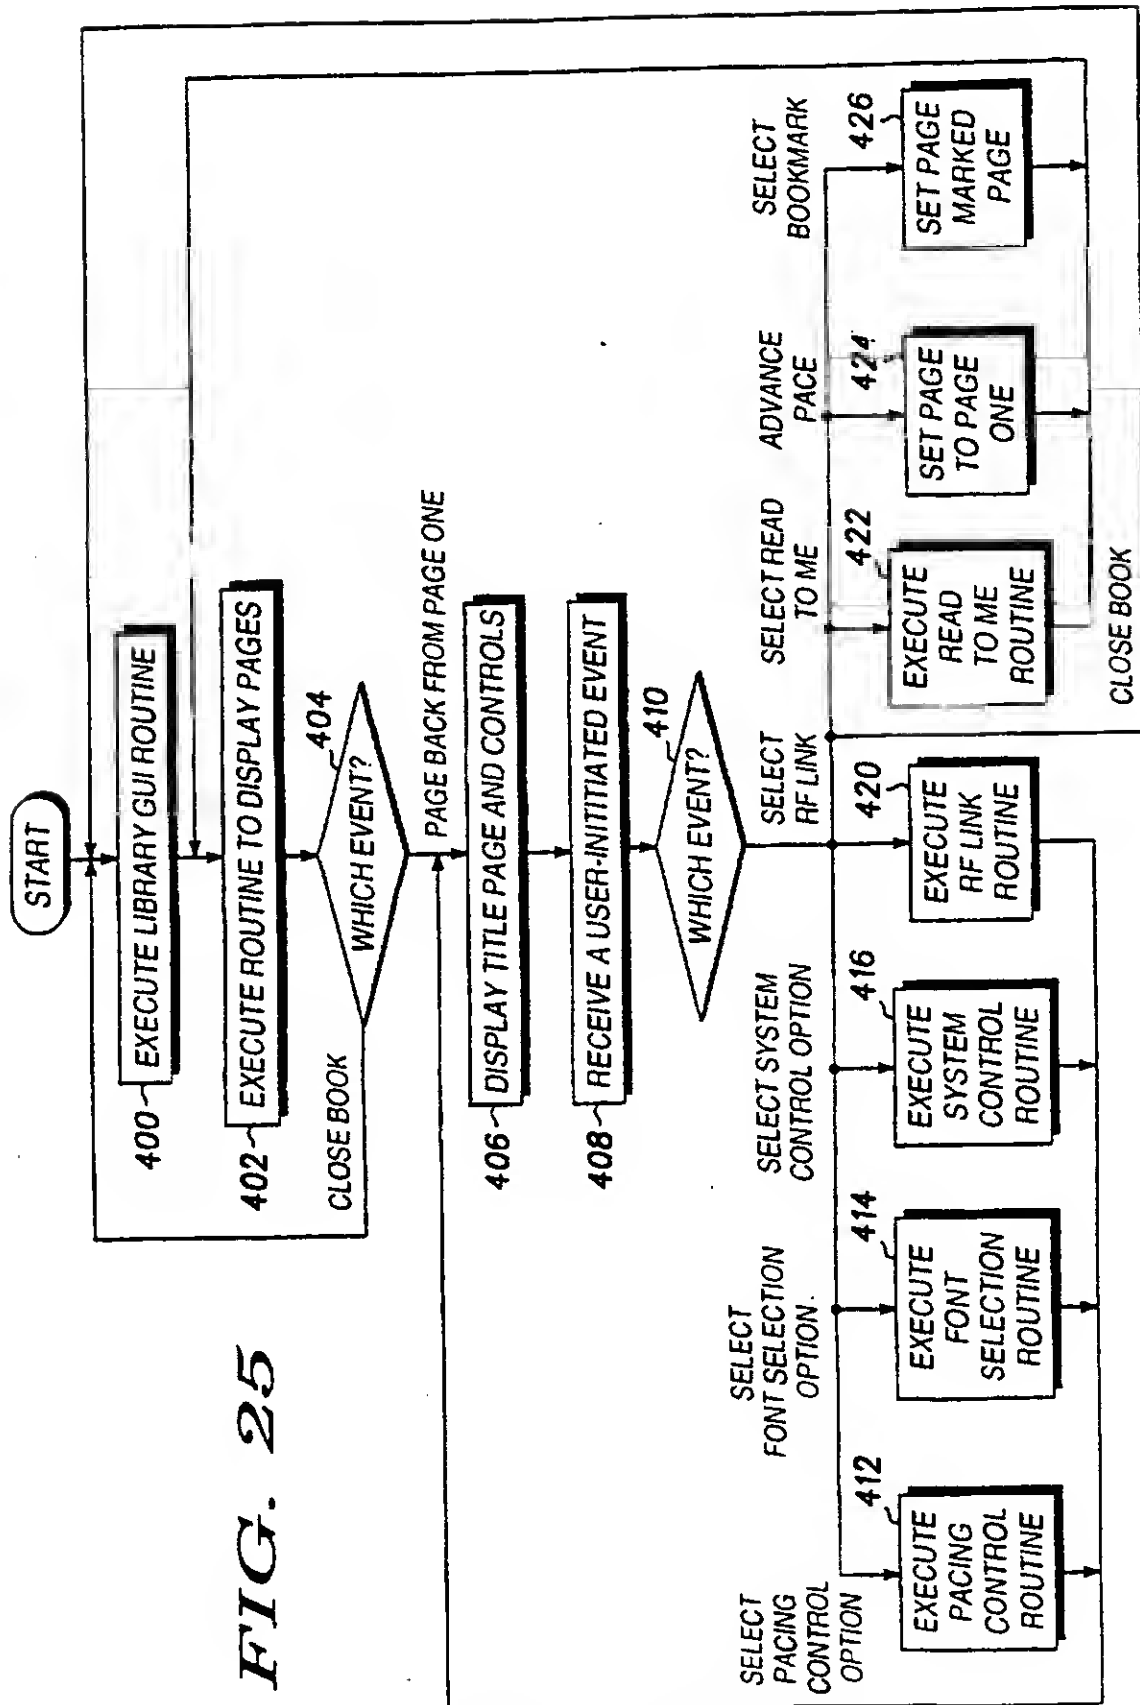 FIG. 25
START
400
EXECUTE LIBRARY GUI ROUTINE
402
EXECUTE ROUTINE TO DISPLAY PAGES
404
WHICH EVENT?
CLOSE BOOK
PAGE BACK FROM PAGE ONE
406
DISPLAY TITLE PAGE AND CONTROLS
408
RECEIVE A USER-INITITIATED EVENT
410
WHICH EVENT?
SELECT
PACING
CONTROL
OPTION
412
EXECUTE
PACING
CONTROL
ROUTINE
SELECT
FONT SELECTION
OPTION.
414
EXECUTE
FONT
SELECTION
ROUTINE
SELECT SYSTEM
CONTROL OPTION
416
EXECUTE
SYSTEM
CONTROL
ROUTINE
SELECT
RF LINK
420
EXECUTE
RF LINK
ROUTINE
SELECT READ
TO ME
422
EXECUTE
READ
TO ME
ROUTINE
ADVANCE
PACE
424
SET PAGE
TO PAGE
ONE
SELECT
BOOKMARK
426
SET PAGE
MARKED
PAGE
CLOSE BOOK